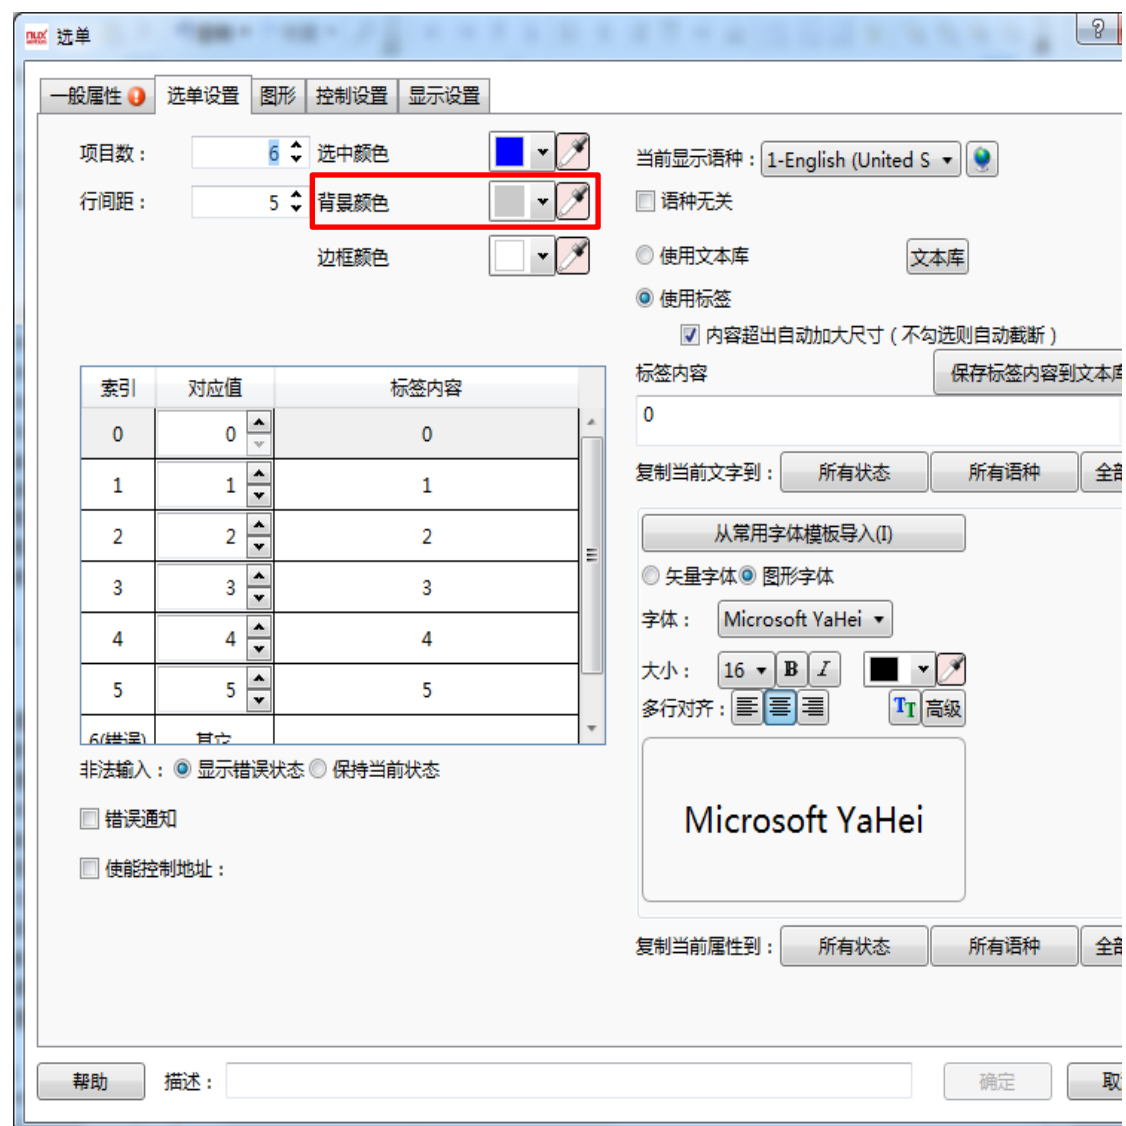 选单
?
一般属性 选单设置 图形 控制设置 显示设置
项目数： 6 选中颜色
行间距： 5 背景颜色
边框颜色
索引 对应值 标签内容
0 0 0
1 1 1
2 2 2
3 3 3
4 4 4
5 5 5
6(错误) 其它
非法输入： 显示错误状态 保持当前状态
错误通知
使能控制地址：
当前显示语种： 1-English (United S
语种无关
使用文本库 文本库
使用标签
内容超出自动加大尺寸（不勾选则自动截断）
标签内容 保存标签内容到文本库
0
复制当前文字到： 所有状态 所有语种 全部
从常用字体模板导入(I)
矢量字体 图形字体
字体： Microsoft YaHei
大小： 16 B I
多行对齐： TT 高级
Microsoft YaHei
复制当前属性到： 所有状态 所有语种 全部
帮助 描述： 确定 取